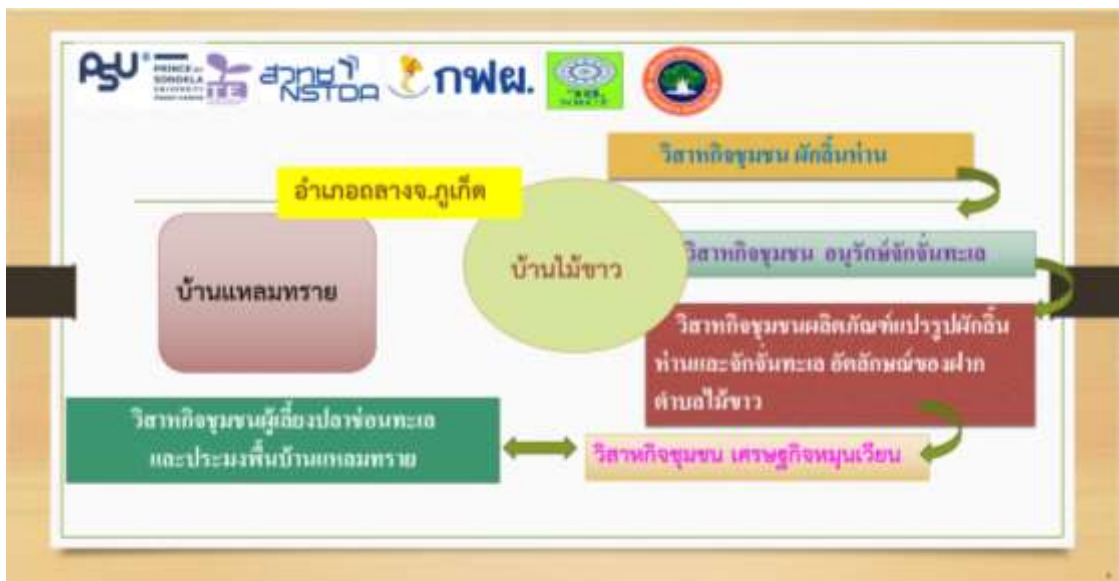 PSU
PRINCE OF
SONGKLA
UNIVERSITY
TE
สวทช
NSTDA
กฟผ.
วิสาหกิจชุมชน ผักลิ้นห่าน
อำเภอถลางจ.ภูเก็ต
วิสาหกิจชุมชน อนุรักษ์จักจั่นทะเล
บ้านไม้ขาว
บ้านแหลมทราย
วิสาหกิจชุมชนผลิตภัณฑ์แปรรูปผักลิ้น
ห่านและจักจั่นทะเล อัตลักษณ์ของฝาก
ตำบลไม้ขาว
วิสาหกิจชุมชนผู้เลี้ยงปลาช่อนทะเล
และประมงพื้นบ้านแหลมทราย
วิสาหกิจชุมชน เศรษฐกิจหมุนเวียน